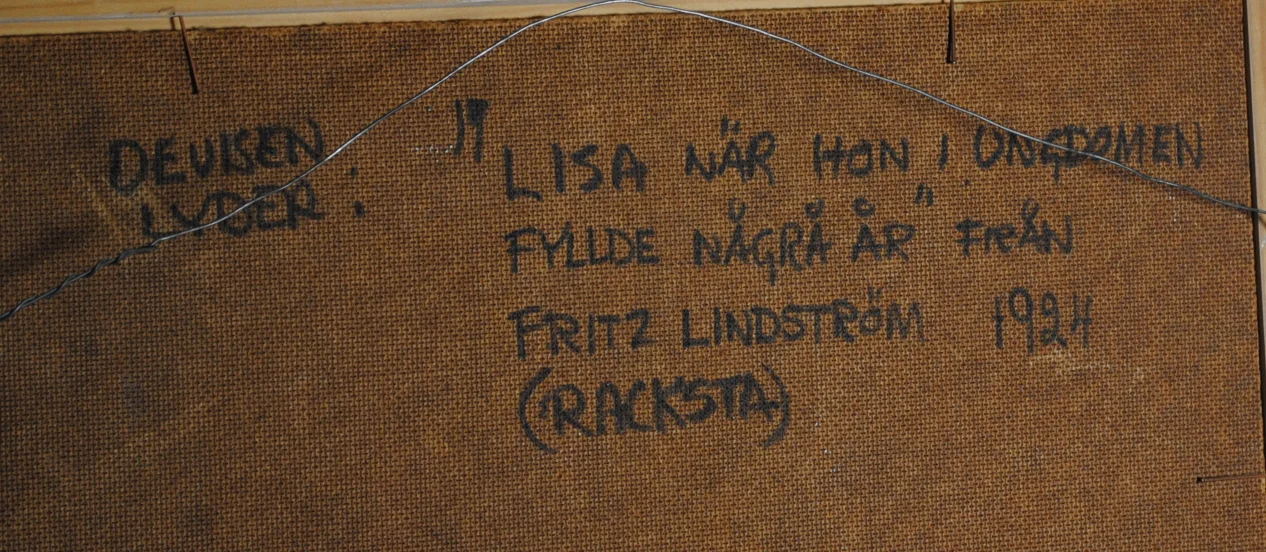 DEVISEN
LYDER:
" LISA NÄR HON I UNGDOMEN
FYLLDE NÅGRA ÅR" FRÅN
FRITZ LINDSTRÖM 1924
(RACKSTA)